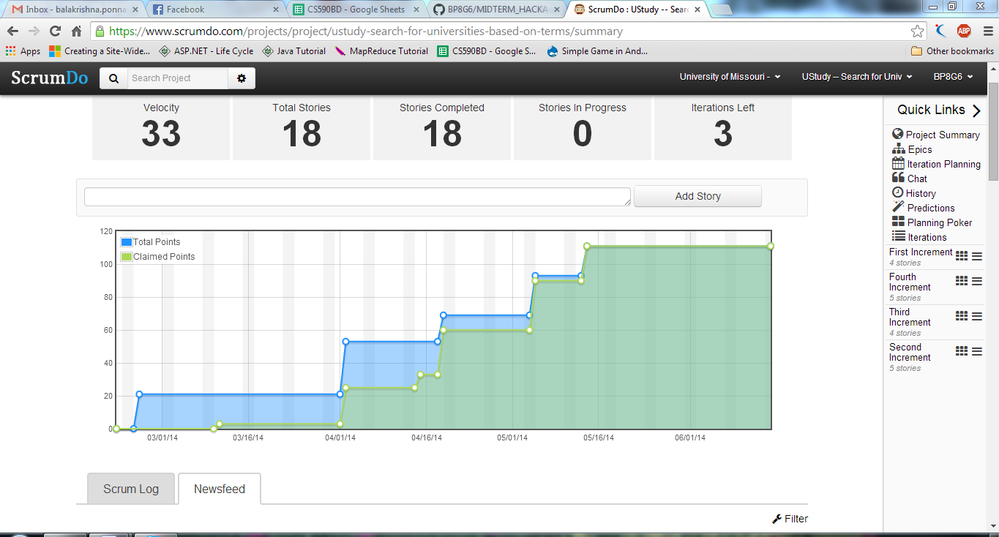 Inbox - balakrishna.ponna
Facebook
CS590BD - Google Sheets
BP8G6/MIDTERM_HACKA
ScrumDo : UStudy -- Sear
https://www.scrumdo.com/projects/project/ustudy-search-for-universities-based-on-terms/summary
ABP
Apps
Creating a Site-Wide...
ASP.NET - Life Cycle
Java Tutorial
MapReduce Tutorial
CS590BD - Google S...
Simple Game in And...
Other bookmarks
ScrumDo
Search Project
University of Missouri -
UStudy -- Search for Univ
BP8G6
Velocity
33
Total Stories
18
Stories Completed
18
Stories In Progress
0
Iterations Left
3
Add Story
Total Points
Claimed Points
120
100
80
60
40
20
0
03/01/14
03/16/14
04/01/14
04/16/14
05/01/14
05/16/14
06/01/14
Scrum Log
Newsfeed
Filter
Quick Links
Project Summary
Epics
Iteration Planning
Chat
History
Predictions
Planning Poker
Iterations
First Increment
4 stories
Fourth
Increment
5 stories
Third
Increment
4 stories
Second
Increment
5 stories